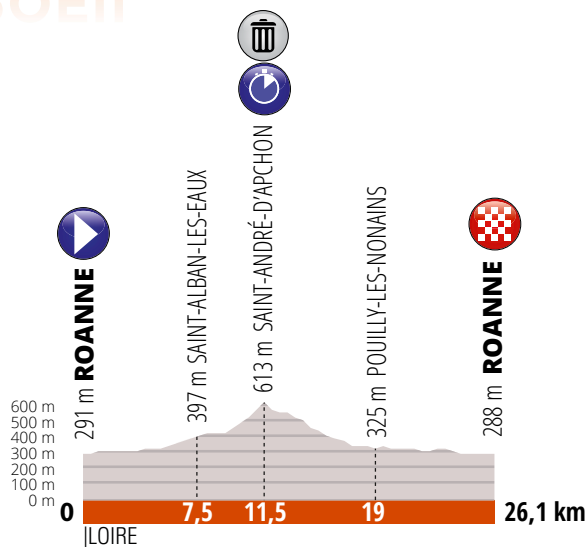 291 m ROANNE
397 m SAINT-ALBAN-LES-EAUX
613 m SAINT-ANDRÉ-D'APCHON
325 m POUILLY-LES-NONAINS
288 m ROANNE
600 m
500 m
400 m
300 m
200 m
100 m
0 m
0 7,5 11,5 19 26,1 km
|LOIRE